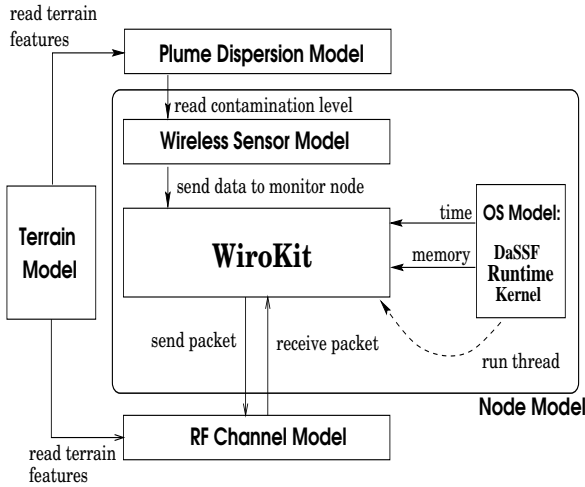 read terrain
features
Plume Dispersion Model
read contamination level
Wireless Sensor Model
send data to monitor node
Terrain
Model
WiroKit
time
memory
OS Model:
DaSSF
Runtime
Kernel
send packet
receive packet
run thread
Node Model
RF Channel Model
read terrain
features